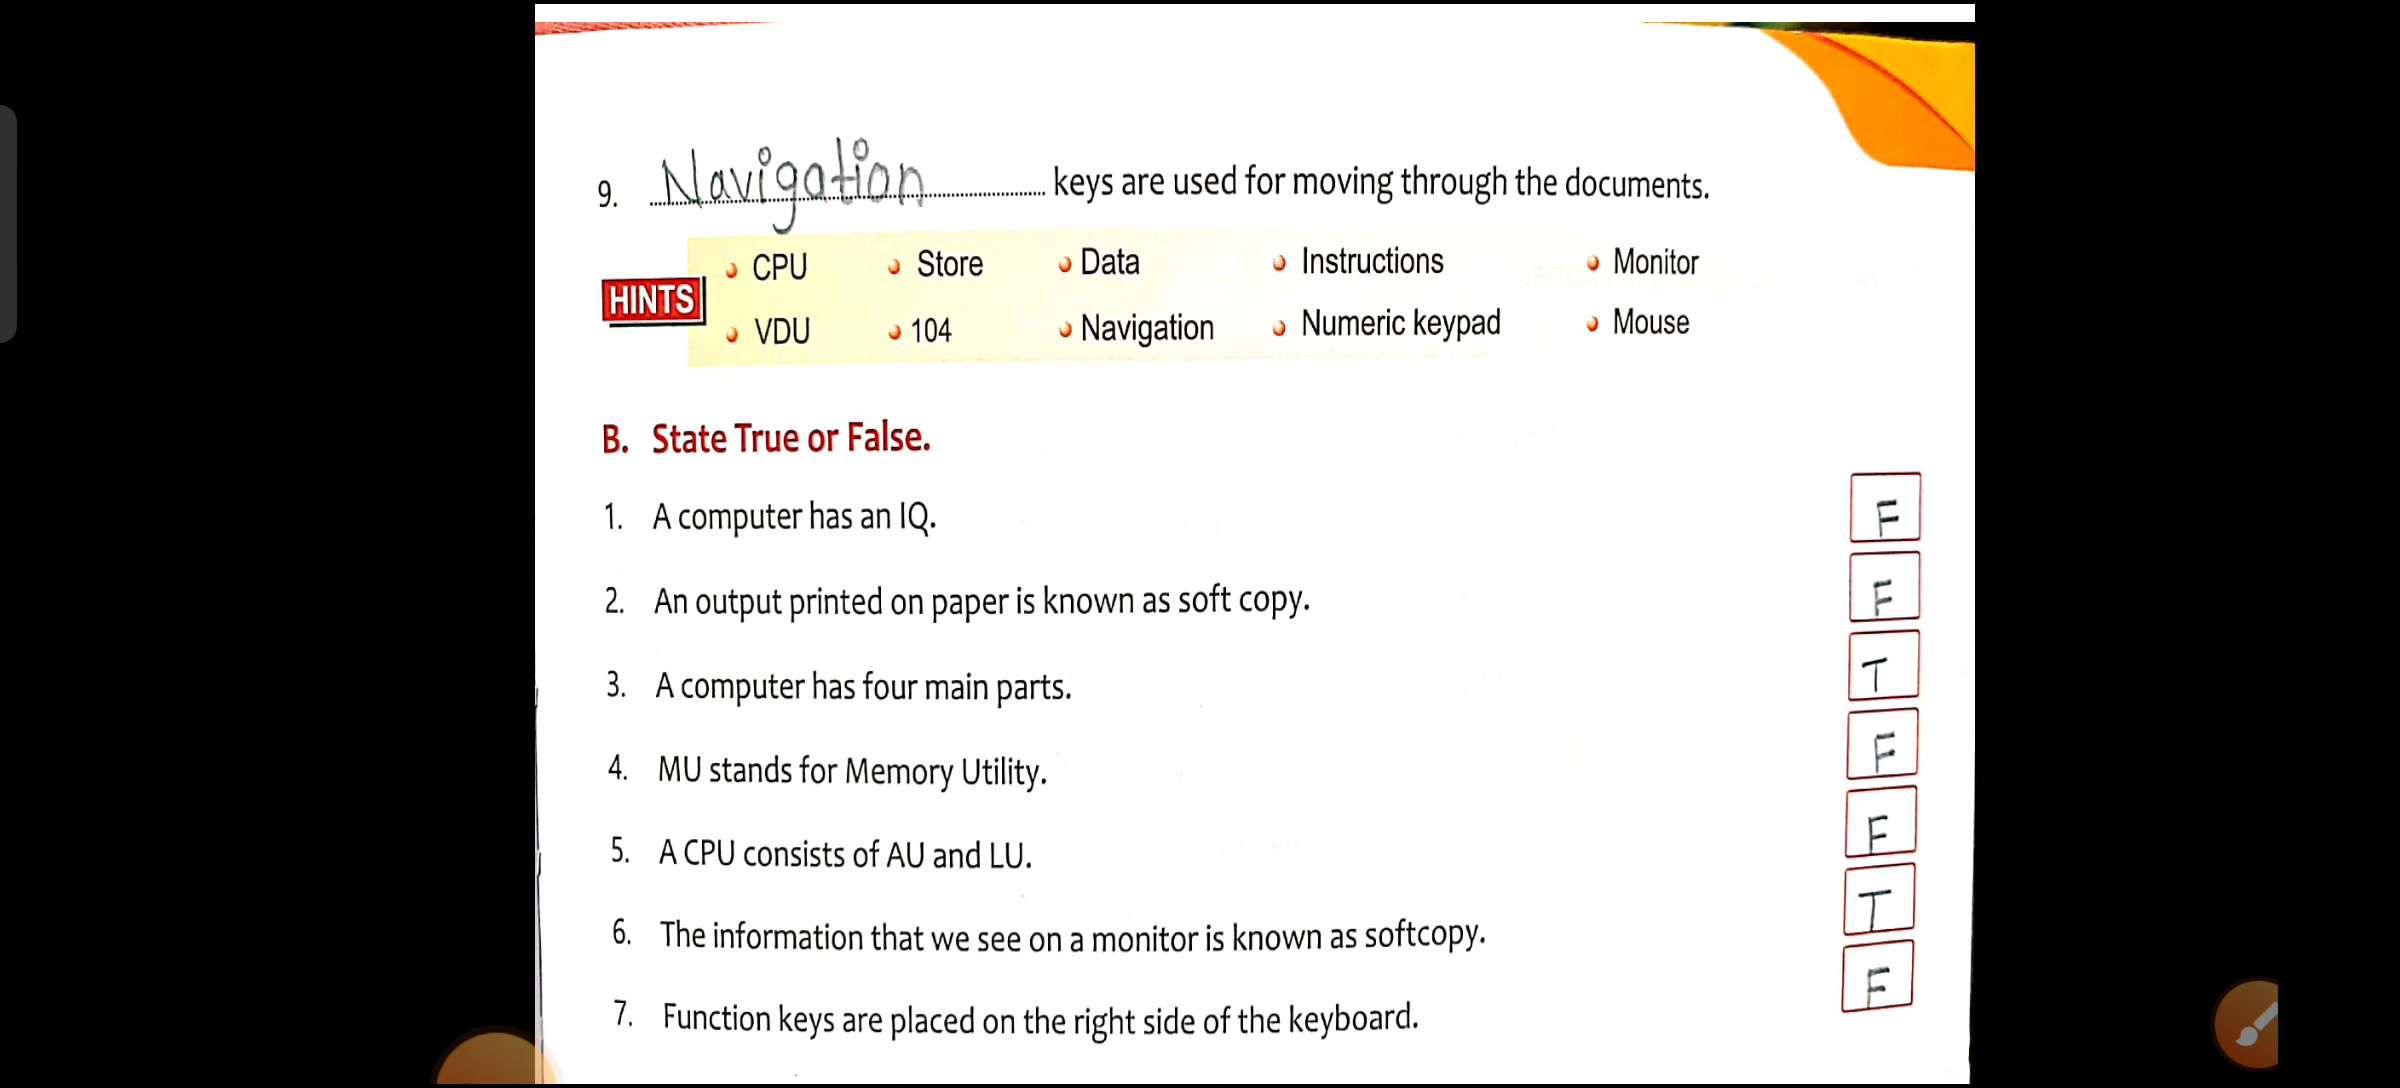 9. Navigation keys are used for moving through the documents.
HINTS
CPU Store Data Instructions Monitor
VDU 104 Navigation Numeric keypad Mouse
B. State True or False.
1. A computer has an IQ. F
2. An output printed on paper is known as soft copy. F
3. A computer has four main parts. T
4. MU stands for Memory Utility. F
5. A CPU consists of AU and LU. F
6. The information that we see on a monitor is known as softcopy. T
7. Function keys are placed on the right side of the keyboard. F